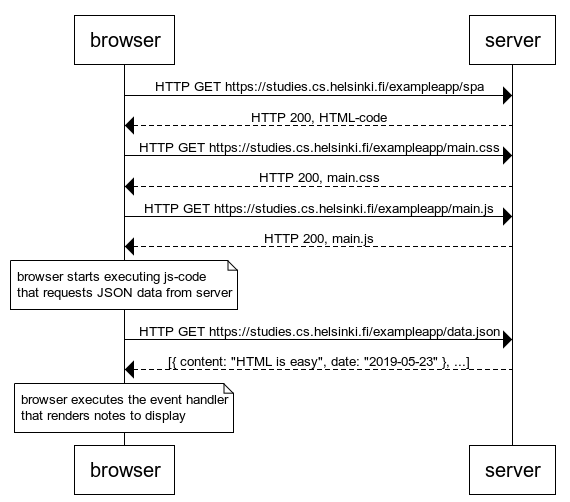 browser
server
HTTP GET https://studies.cs.helsinki.fi/exampleapp/spa
HTTP 200, HTML-code
HTTP GET https://studies.cs.helsinki.fi/exampleapp/main.css
HTTP 200, main.css
HTTP GET https://studies.cs.helsinki.fi/exampleapp/main.js
HTTP 200, main.js
browser starts executing js-code
that requests JSON data from server
HTTP GET https://studies.cs.helsinki.fi/exampleapp/data.json
[{ content: "HTML is easy", date: "2019-05-23" }, ...]
browser executes the event handler
that renders notes to display
browser
server